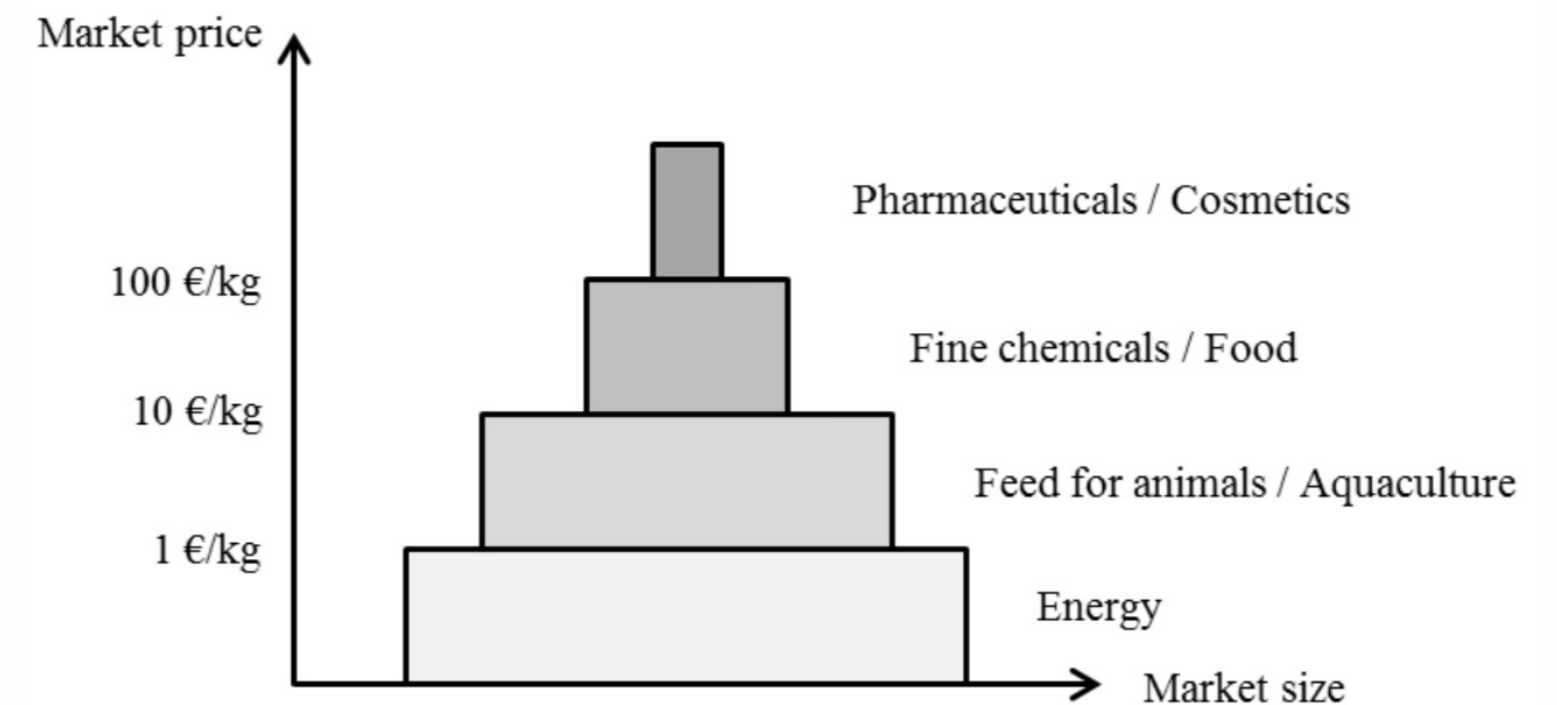 Market price
Pharmaceuticals / Cosmetics
100 €/kg
Fine chemicals / Food
10 €/kg
Feed for animals / Aquaculture
1 €/kg
Energy
Market size